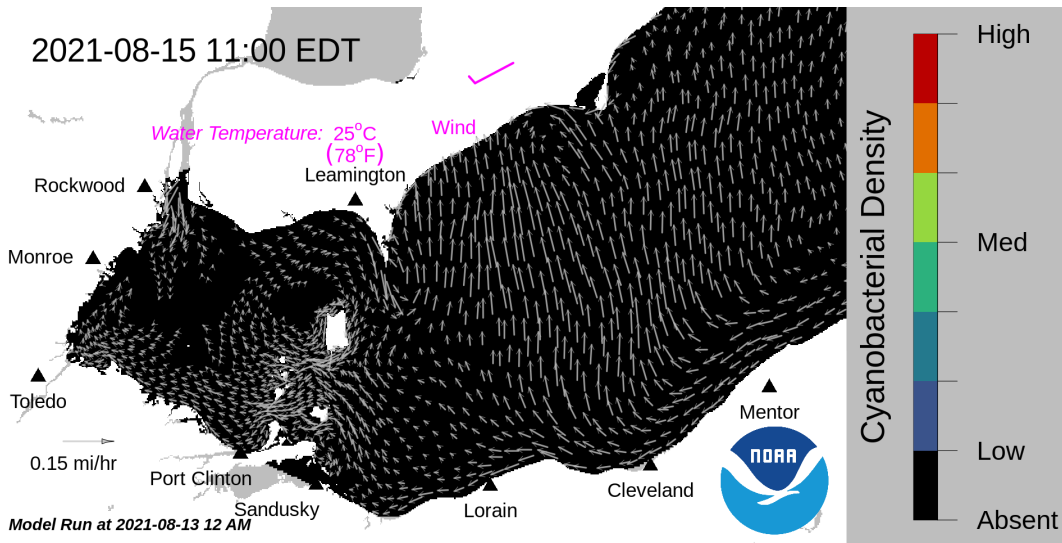 2021-08-15 11:00 EDT
High
Water Temperature: 25°C
(78°F)
Wind
Leamington
Rockwood
Monroe
Med
Cyanobacterial Density
Toledo
Mentor
0.15 mi/hr
Port Clinton
NOAA
Low
Sandusky
Lorain
Cleveland
Model Run at 2021-08-13 12 AM
Absent